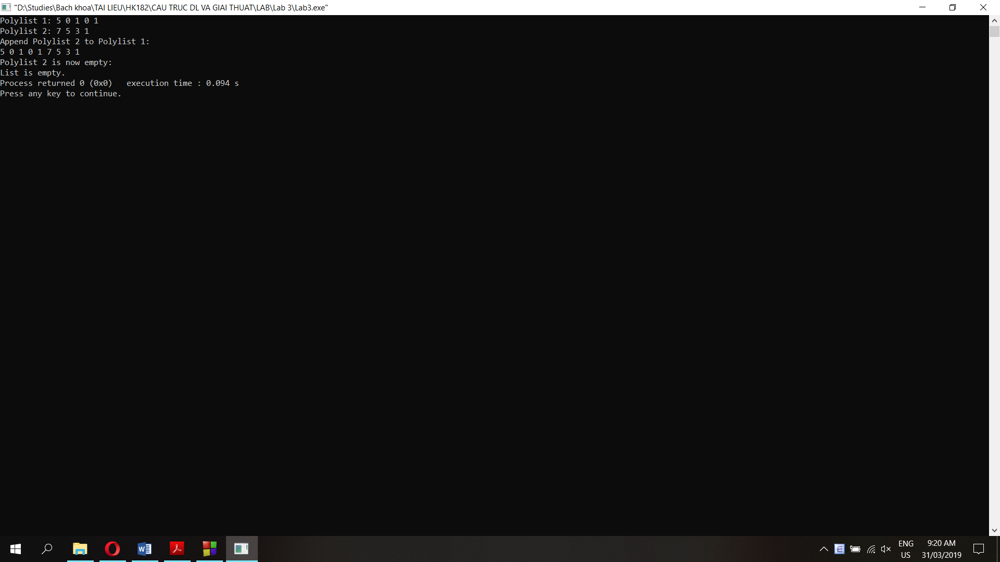 "D:\Studies\Bach khoa\TAI LIEU\HK182\CAU TRUC DL VA GIAI THUAT\LAB\Lab 3\Lab3.exe"
Polylist 1: 5 0 1 0 1
Polylist 2: 7 5 3 1
Append Polylist 2 to Polylist 1:
5 0 1 0 1 7 5 3 1
Polylist 2 is now empty:
List is empty.
Process returned 0 (0x0)   execution time : 0.094 s
Press any key to continue.
W
E
ENG
US
9:20 AM
31/03/2019